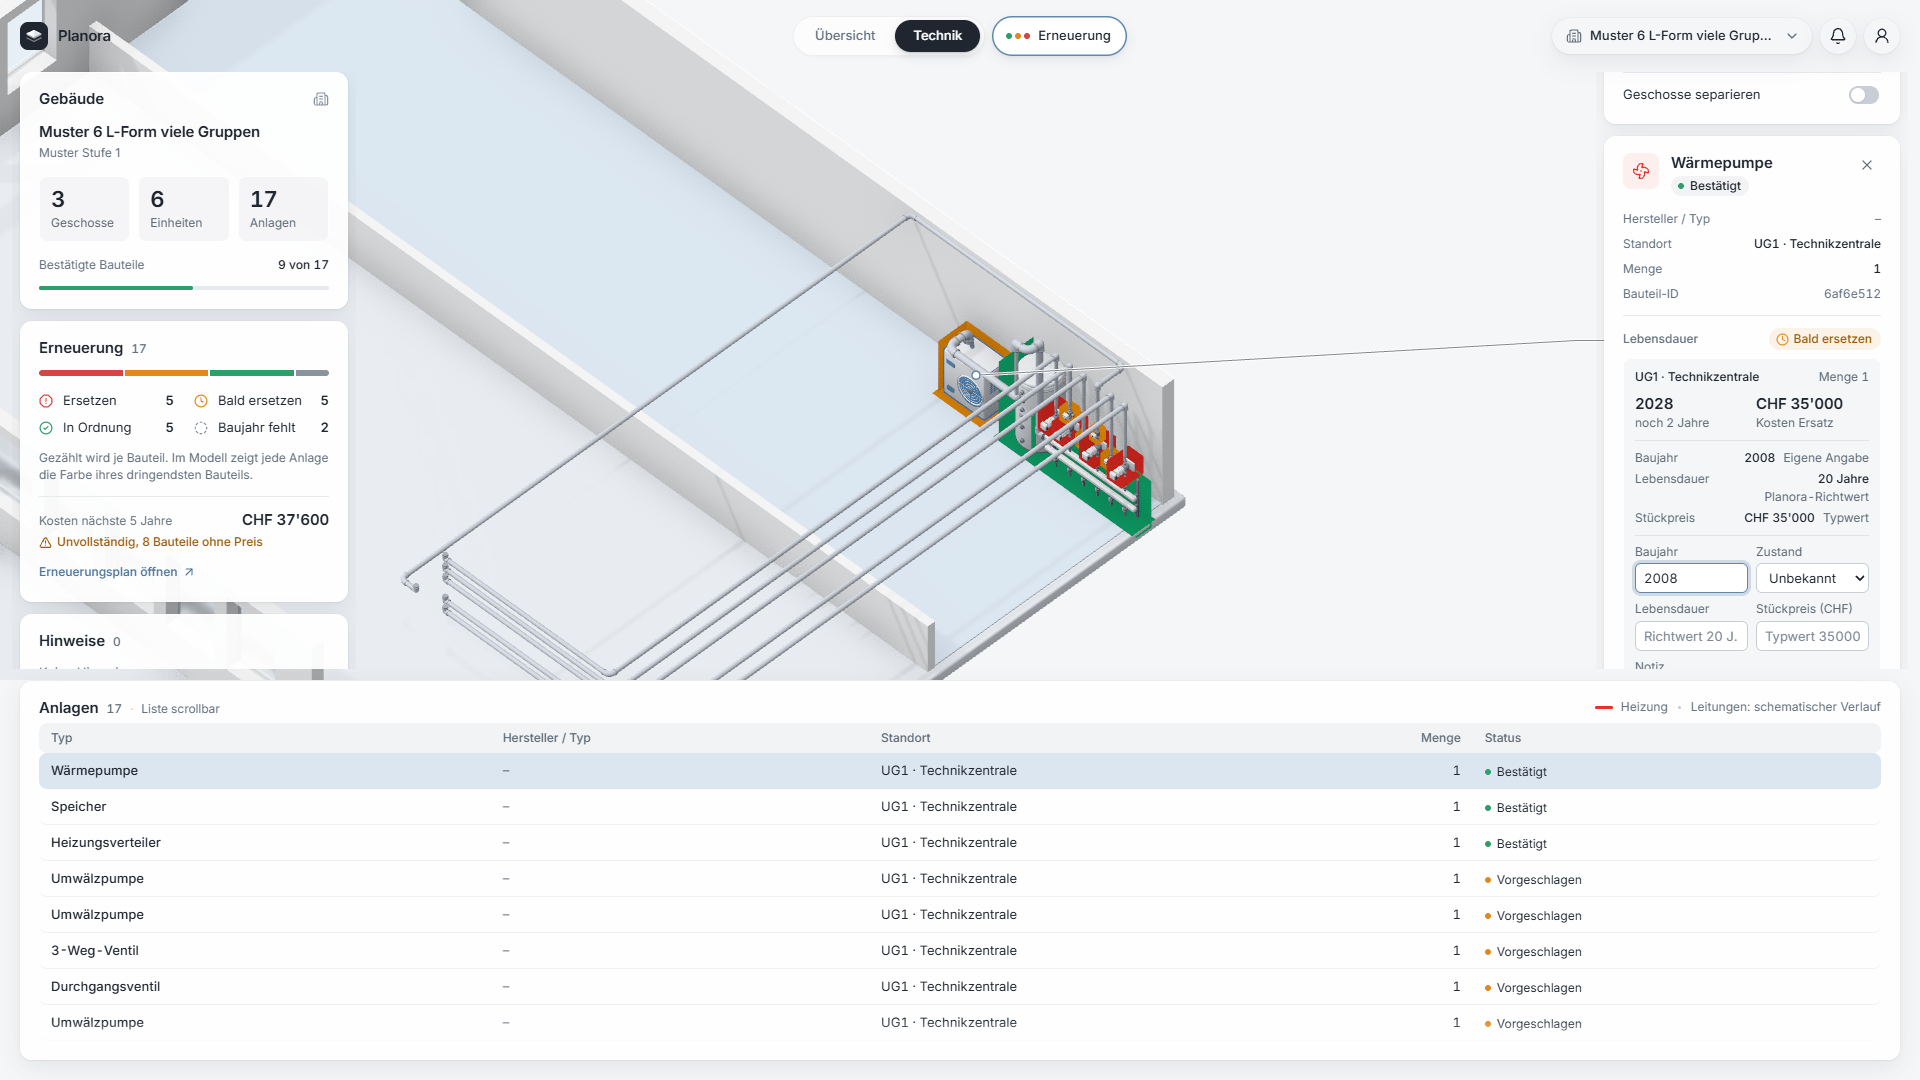 Planora
Übersicht
Technik
Erneuerung
Muster 6 L-Form viele Grup...
Gebäude
Muster 6 L-Form viele Gruppen
Muster Stufe 1
3
Geschosse
6
Einheiten
17
Anlagen
Bestätigte Bauteile 9 von 17
Erneuerung 17
Ersetzen 5 Bald ersetzen 5
In Ordnung 5 Baujahr fehlt 2
Gezählt wird je Bauteil. Im Modell zeigt jede Anlage
die Farbe ihres dringendsten Bauteils.
Kosten nächste 5 Jahre CHF 37'600
Unvollständig, 8 Bauteile ohne Preis
Erneuerungsplan öffnen
Hinweise 0
Geschosse separieren
Wärmepumpe
Bestätigt
Hersteller / Typ –
Standort UG1 · Technikzentrale
Menge 1
Bauteil-ID 6af6e512
Lebensdauer Bald ersetzen
UG1 · Technikzentrale Menge 1
2028 CHF 35'000
noch 2 Jahre Kosten Ersatz
Baujahr 2008 Eigene Angabe
Lebensdauer 20 Jahre
Planora-Richtwert
Stückpreis CHF 35'000 Typwert
Baujahr Zustand
2008 Unbekannt
Lebensdauer Stückpreis (CHF)
Richtwert 20 J. Typwert 35000
Notiz
Anlagen 17 · Liste scrollbar
Heizung • Leitungen: schematischer Verlauf
Typ Hersteller / Typ Standort Menge Status
Wärmepumpe – UG1 · Technikzentrale 1 Bestätigt
Speicher – UG1 · Technikzentrale 1 Bestätigt
Heizungsverteiler – UG1 · Technikzentrale 1 Bestätigt
Umwälzpumpe – UG1 · Technikzentrale 1 Vorgeschlagen
Umwälzpumpe – UG1 · Technikzentrale 1 Vorgeschlagen
3-Weg-Ventil – UG1 · Technikzentrale 1 Vorgeschlagen
Durchgangsventil – UG1 · Technikzentrale 1 Vorgeschlagen
Umwälzpumpe – UG1 · Technikzentrale 1 Vorgeschlagen